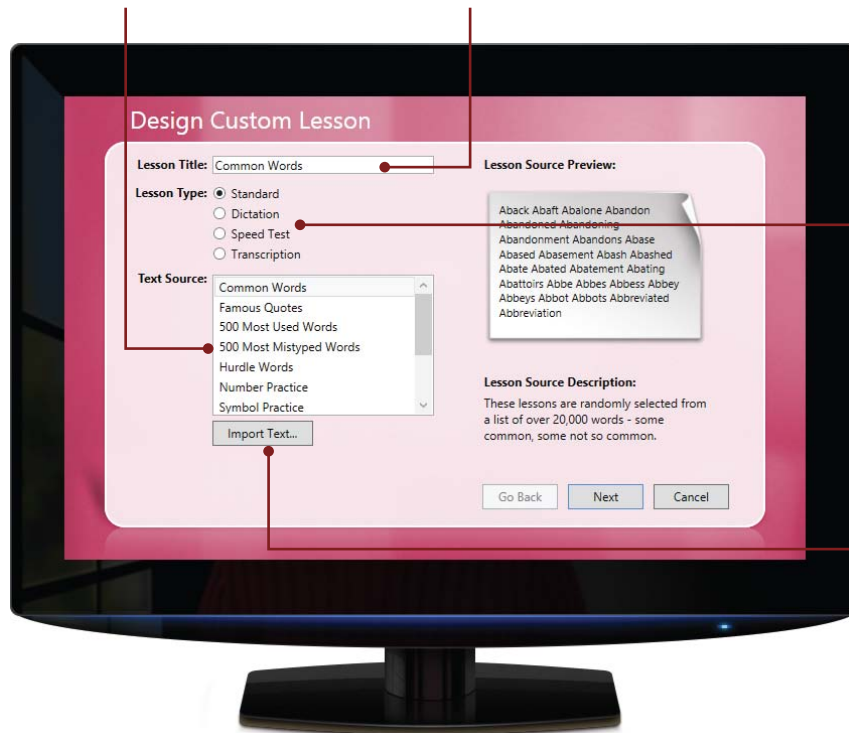 Design Custom Lesson
Lesson Title: Common Words
Lesson Type: Standard
Dictation
Speed Test
Transcription
Text Source:
Common Words
Famous Quotes
500 Most Used Words
500 Most Mistyped Words
Hurdle Words
Number Practice
Symbol Practice
Import Text...
Lesson Source Preview:
Aback Abaft Abalone Abandon
Abandoned Abandoning
Abandonment Abandons Abase
Abased Abasement Abash Abashed
Abate Abated Abatement Abating
Abattoirs Abbe Abbes Abbess Abbey
Abbeys Abbot Abbots Abbreviated
Abbreviation
Lesson Source Description:
These lessons are randomly selected from
a list of over 20,000 words - some
common, some not so common.
Go Back Next Cancel